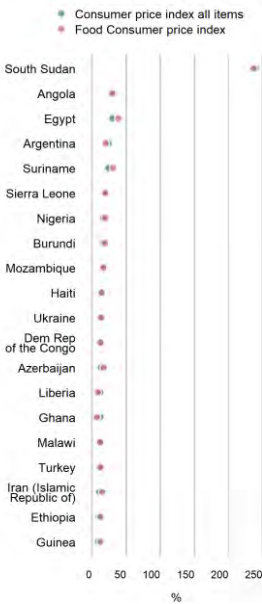 Consumer price index all items
Food Consumer price index
South Sudan
Angola
Egypt
Argentina
Suriname
Sierra Leone
Nigeria
Burundi
Mozambique
Haiti
Ukraine
Dem Rep
of the Congo
Azerbaijan
Liberia
Ghana
Malawi
Turkey
Iran (Islamic
Republic of)
Ethiopia
Guinea
0 50 100 150 200 250
%